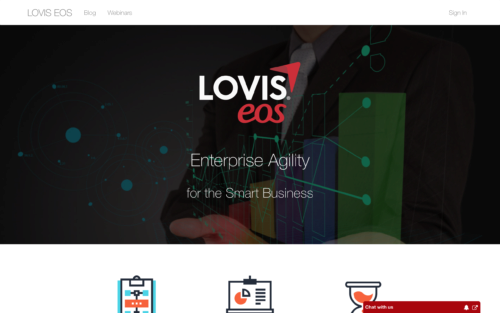 LOVIS EOS Blog Webinars Sign in
LOVIS
eos
Enterprise Agility
for the Smart Business
Chat with us